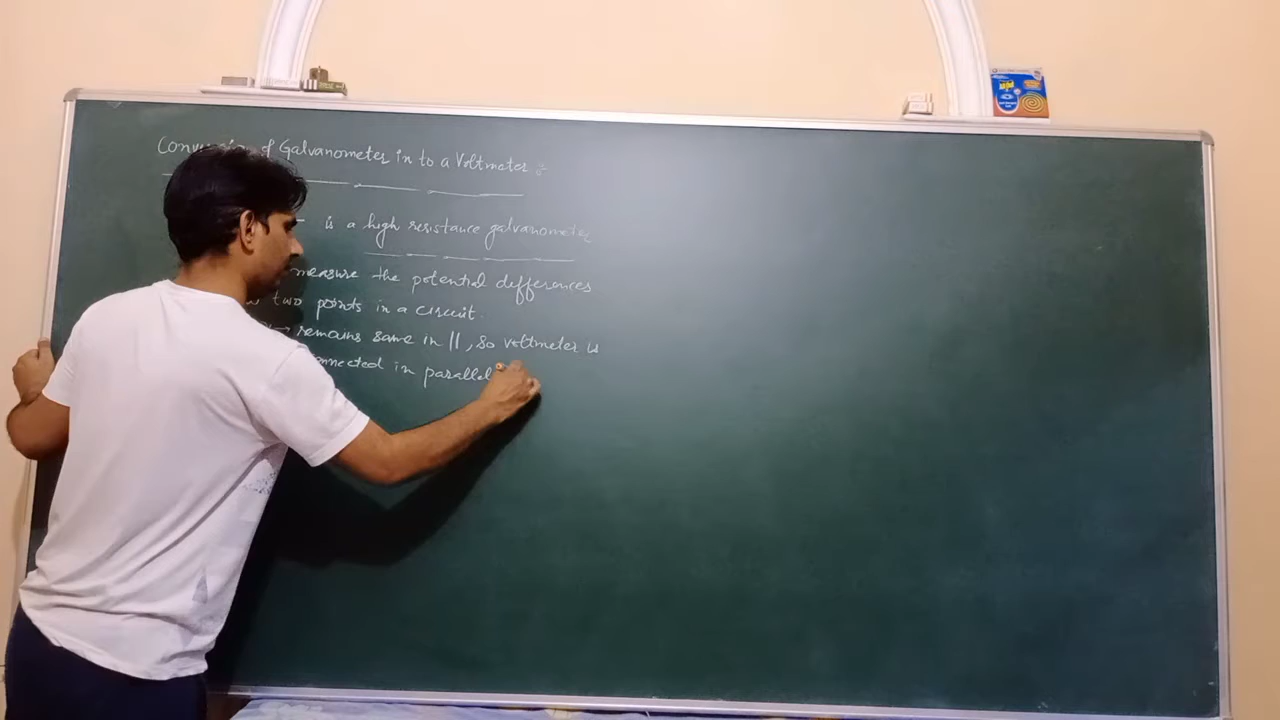 of Galvanometer in to a Voltmeter :-
is a high resistance galvanometer
measure the potential differences
two points in a circuit.
→ remains same in ||, so voltmeter is
connected in parallel